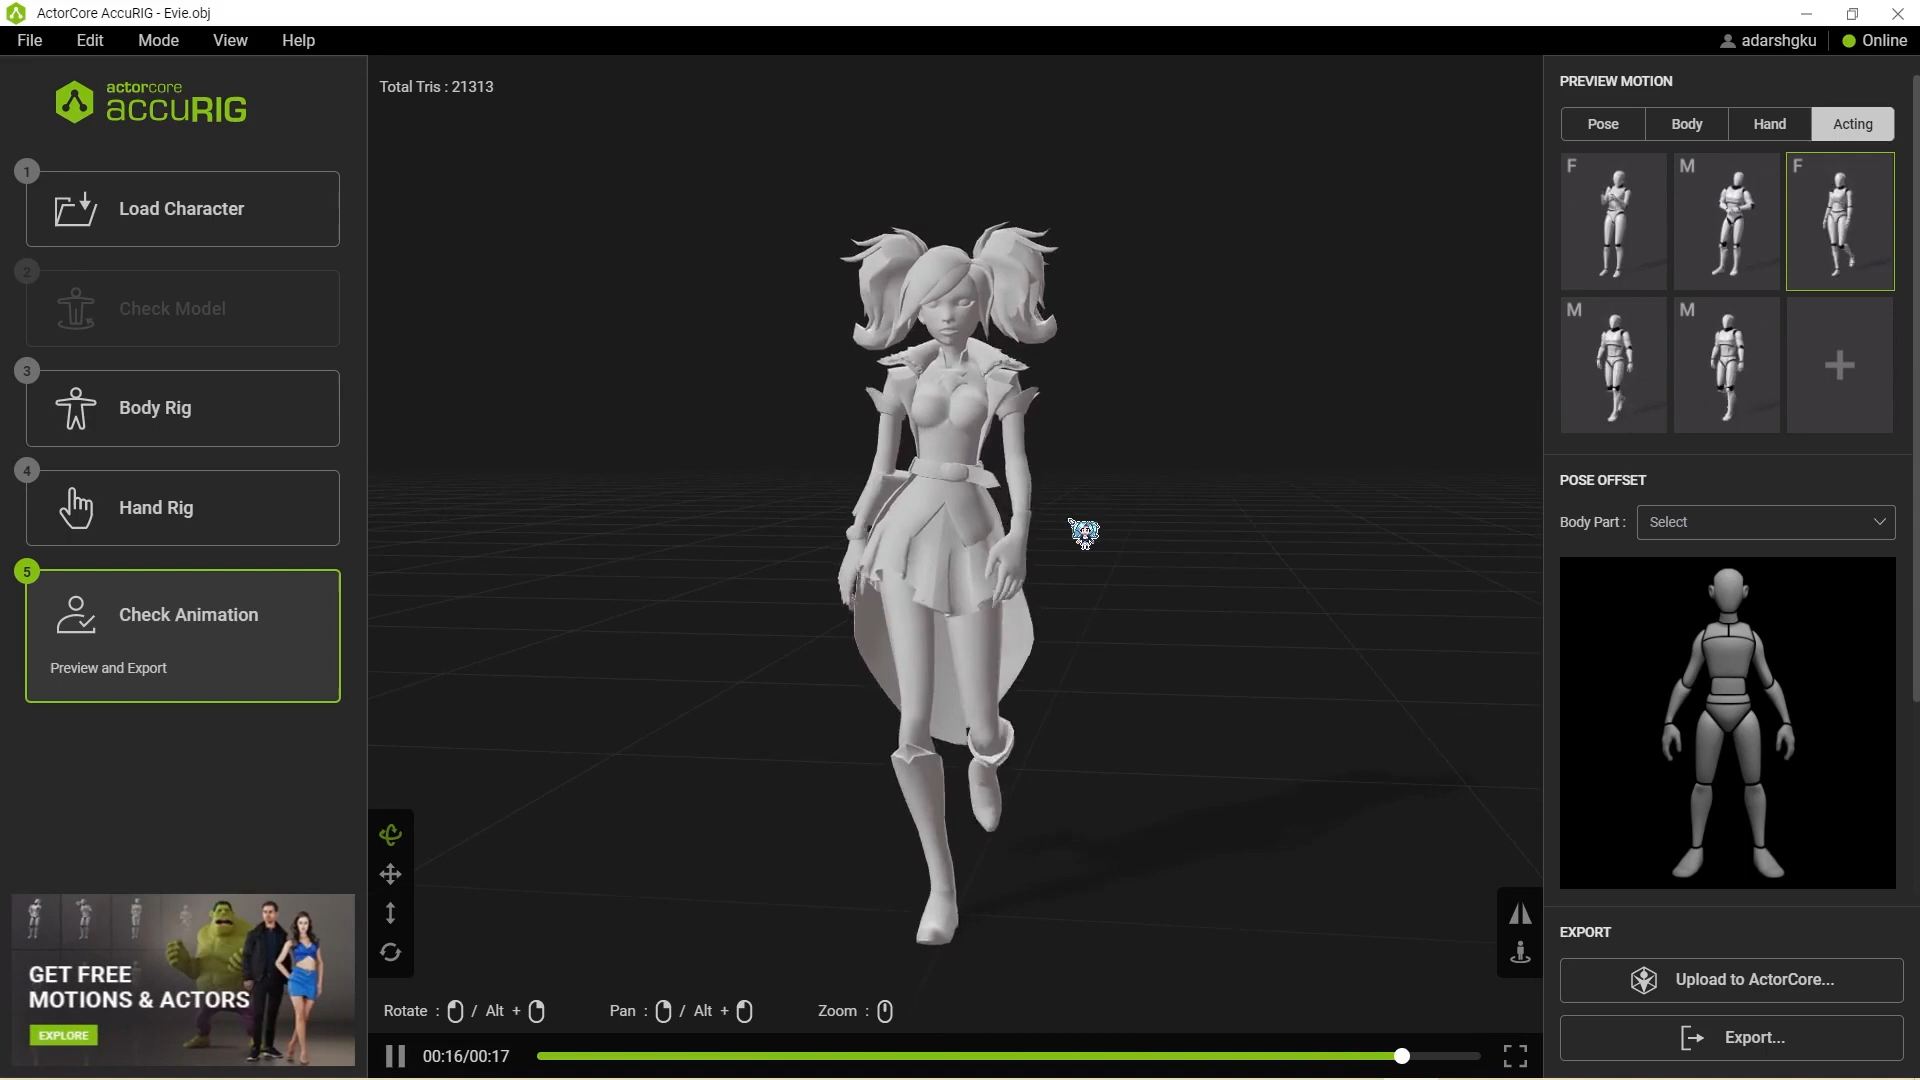 ActorCore AccuRIG - Evie.obj
File Edit Mode View Help
adarshgku Online
actorcore
accuRIG
1
Load Character
2
Check Model
3
Body Rig
4
Hand Rig
5
Check Animation
Preview and Export
GET FREE
MOTIONS & ACTORS
EXPLORE
Total Tris : 21313
Rotate : / Alt + Pan : / Alt + Zoom :
00:16/00:17
PREVIEW MOTION
Pose Body Hand Acting
F M F
M M
POSE OFFSET
Body Part : Select
EXPORT
Upload to ActorCore...
Export...